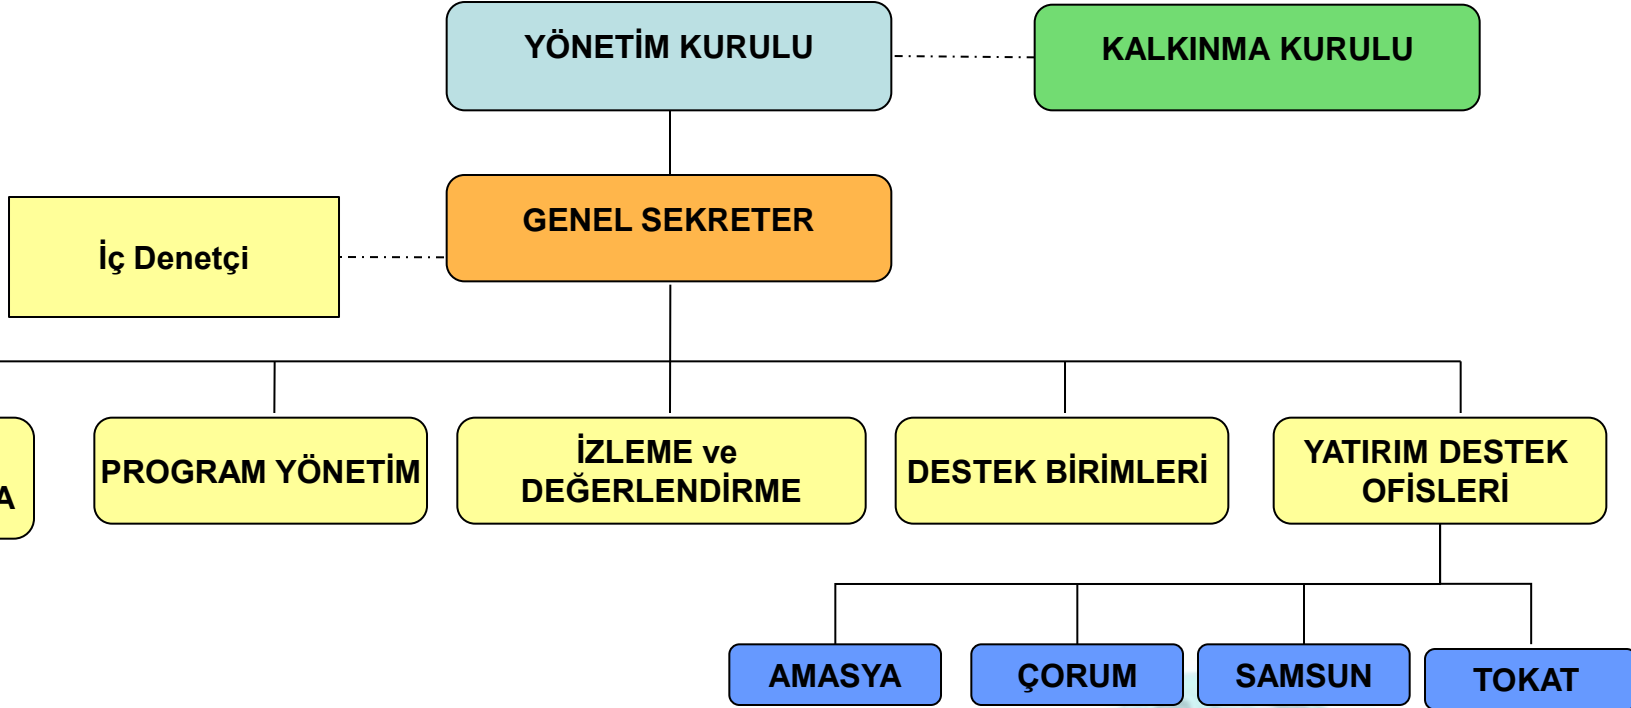 YÖNETİM KURULU
KALKINMA KURULU
GENEL SEKRETER
İç Denetçi
PROGRAM YÖNETİM
İZLEME ve
DEĞERLENDİRME
DESTEK BİRİMLERİ
YATIRIM DESTEK
OFİSLERİ
AMASYA
ÇORUM
SAMSUN
TOKAT